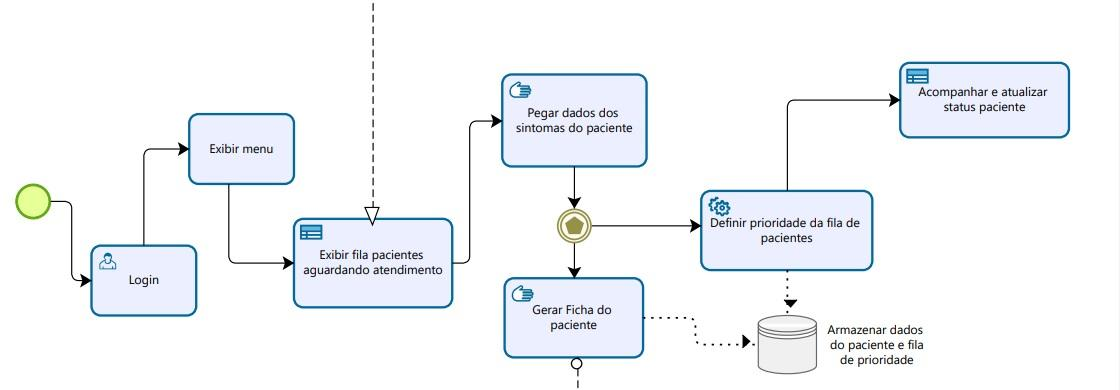 Login
Exibir menu
Exibir fila pacientes
aguardando atendimento
Pegar dados dos
sintomas do paciente
Gerar Ficha do
paciente
Definir prioridade da fila de
pacientes
Acompanhar e atualizar
status paciente
Armazenar dados
do paciente e fila
de prioridade